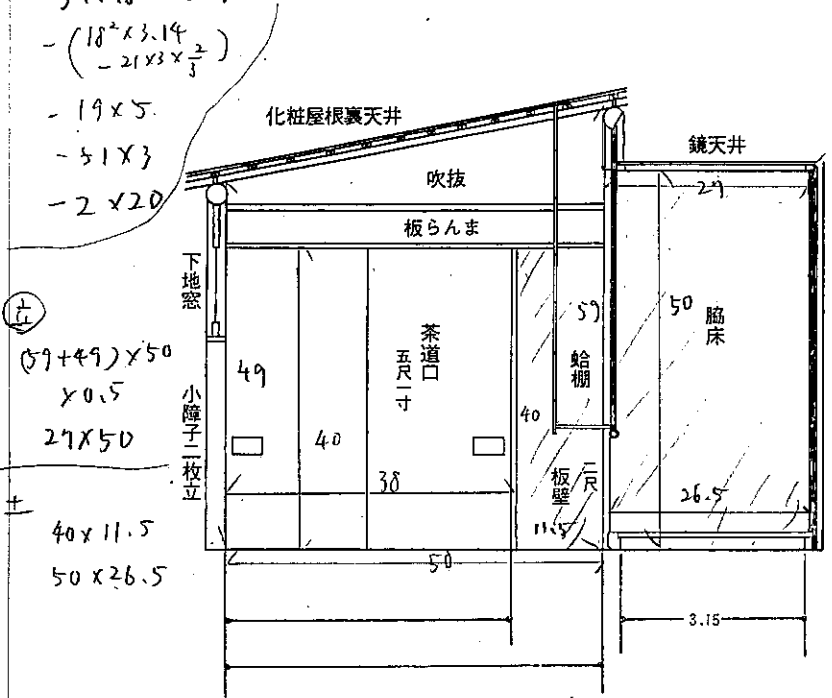 - (18² × 3.14
- 21×3×2/3)
- 19×5
- 51×3
- 2×20
(59+49)×50
×0.5
27×50
+
40×11.5
50×26.5
化粧屋根裏天井
鏡天井
吹抜
27
板らんま
下地窓
小障子二枚立
49
40
38
茶道口
五尺一寸
59
蛤棚
40
板壁
二尺
11.5
50
脇床
26.5
50
3.15